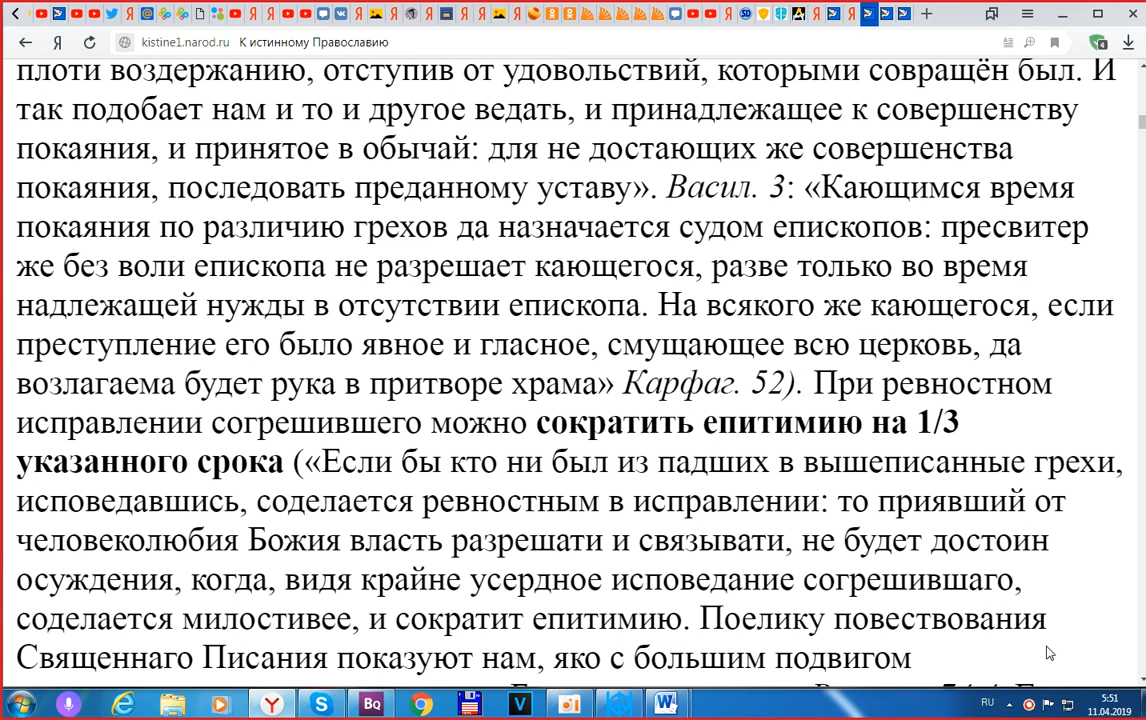 kistine1.narod.ru К истинному Православию
плоти воздержанию, отступив от удовольствий, которыми совращён был. И
так подобает нам и то и другое ведать, и принадлежащее к совершенству
покаяния, и принятое в обычай: для не достающих же совершенства
покаяния, последовать преданному уставу». Васил. 3: «Кающимся время
покаяния по различию грехов да назначается судом епископов: пресвитер
же без воли епископа не разрешает кающегося, разве только во время
надлежащей нужды в отсутствии епископа. На всякого же кающегося, если
преступление его было явное и гласное, смущающее всю церковь, да
возлагаема будет рука в притворе храма» Карфаг. 52). При ревностном
исправлении согрешившего можно сократить епитимию на 1/3
указанного срока («Если бы кто ни был из падших в вышеписанные грехи,
исповедавшись, соделается ревностным в исправлении: то приявший от
человеколюбия Божия власть разрешати и связывати, не будет достоин
осуждения, когда, видя крайне усердное исповедание согрешившаго,
соделается милостивее, и сократит епитимию. Поелику повествования
Священнаго Писания показуют нам, яко с большим подвигом
RU 5:51
11.04.2019